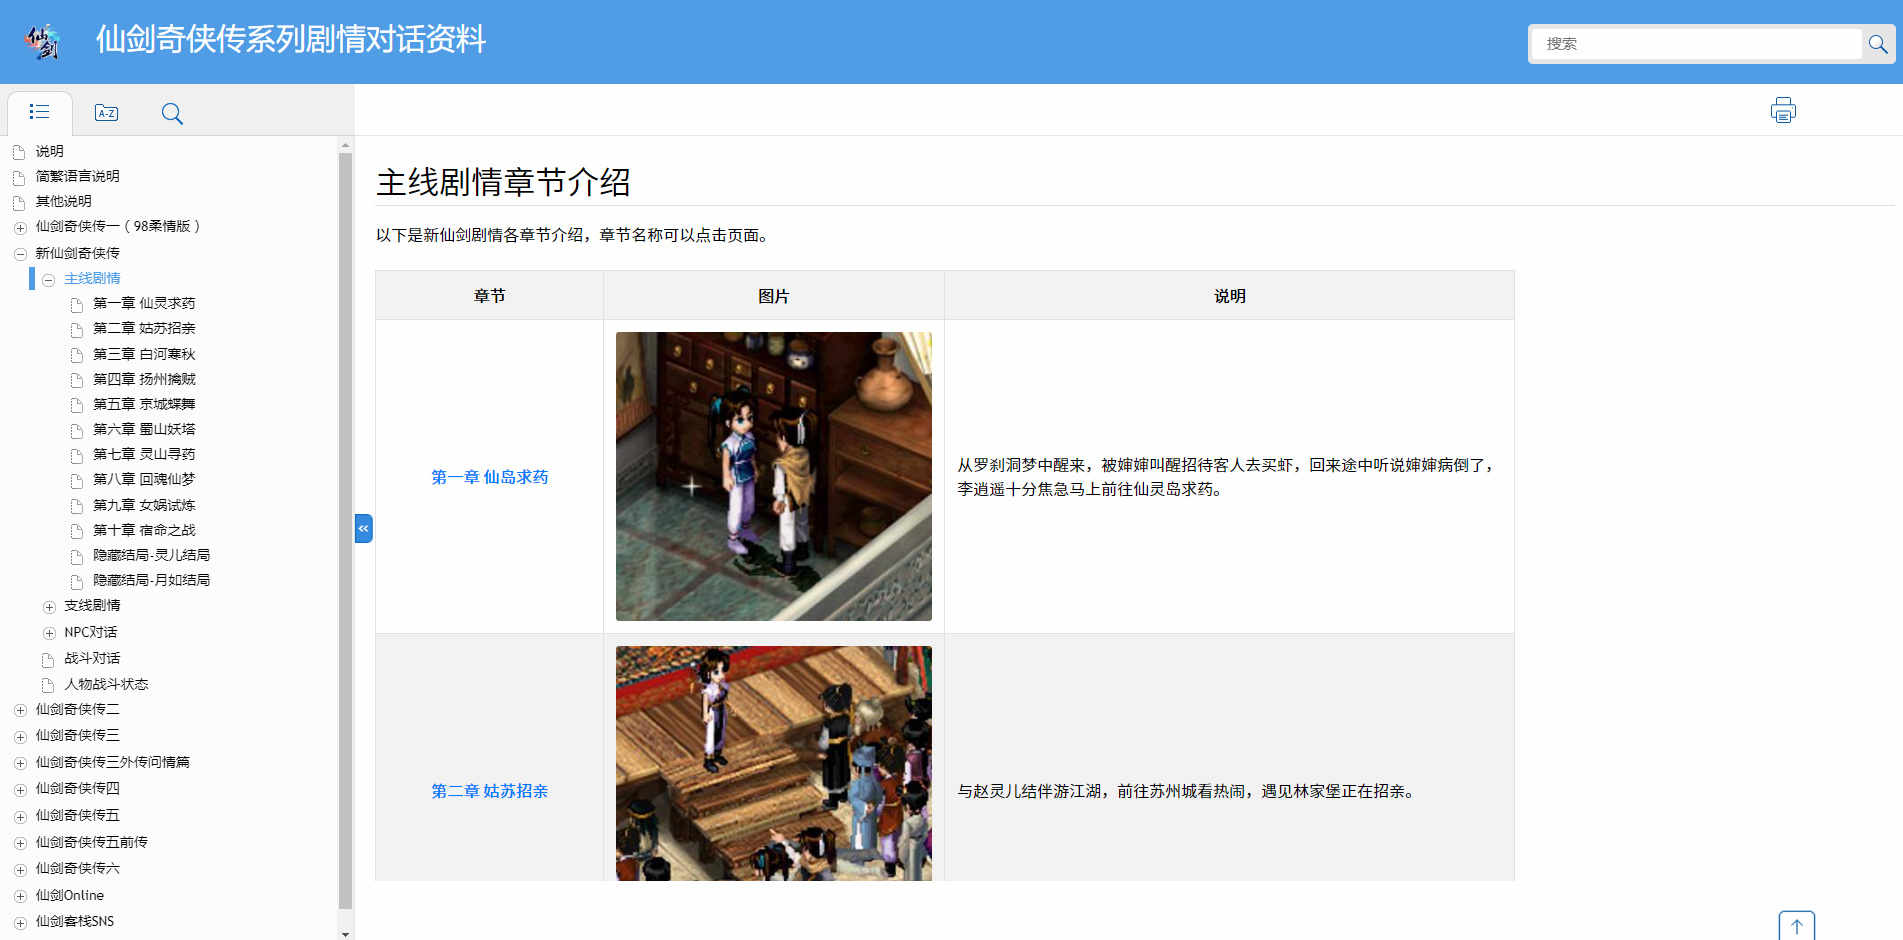 仙剑
仙剑奇侠传系列剧情对话资料
搜索
A-Z
说明
简繁语言说明
其他说明
仙剑奇侠传一（98柔情版）
新仙剑奇侠传
主线剧情
第一章 仙灵求药
第二章 姑苏招亲
第三章 白河寒秋
第四章 扬州擒贼
第五章 京城蝶舞
第六章 蜀山妖塔
第七章 灵山寻药
第八章 回魂仙梦
第九章 女娲试炼
第十章 宿命之战
隐藏结局-灵儿结局
隐藏结局-月如结局
支线剧情
NPC对话
战斗对话
人物战斗状态
仙剑奇侠传二
仙剑奇侠传三
仙剑奇侠传三外传问情篇
仙剑奇侠传四
仙剑奇侠传五
仙剑奇侠传五前传
仙剑奇侠传六
仙剑Online
仙剑客栈SNS
主线剧情章节介绍
以下是新仙剑剧情各章节介绍，章节名称可以点击页面。
章节 图片 说明
第一章 仙岛求药
从罗刹洞梦中醒来，被婶婶叫醒招待客人去买虾，回来途中听说婶婶病倒了，
李逍遥十分焦急马上前往仙灵岛求药。
第二章 姑苏招亲
与赵灵儿结伴游江湖，前往苏州城看热闹，遇见林家堡正在招亲。